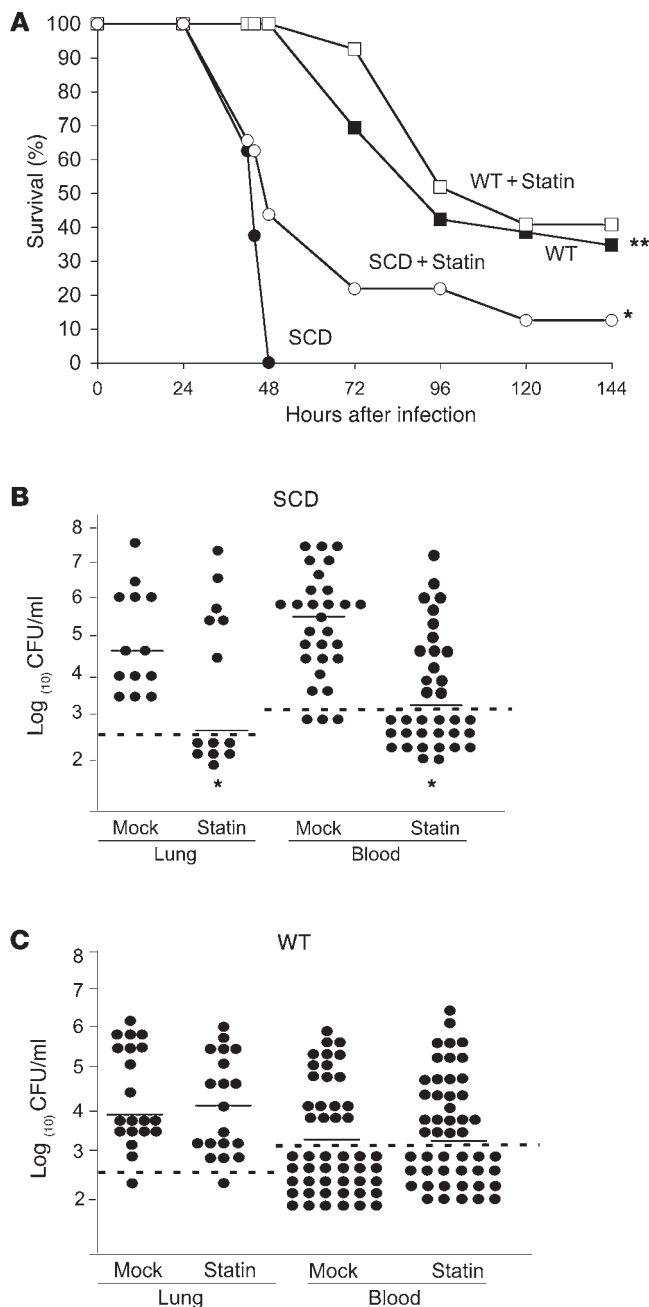 A
100
90
80
70
60
50
40
30
20
10
0
Survival (%)
WT + Statin
WT
**
SCD + Statin
*
SCD
0 24 48 72 96 120 144
Hours after infection
B
SCD
8
7
6
5
4
3
2
Log (10) CFU/ml
* *
Mock Statin Mock Statin
Lung Blood
C
WT
8
7
6
5
4
3
2
Log (10) CFU/ml
Mock Statin Mock Statin
Lung Blood